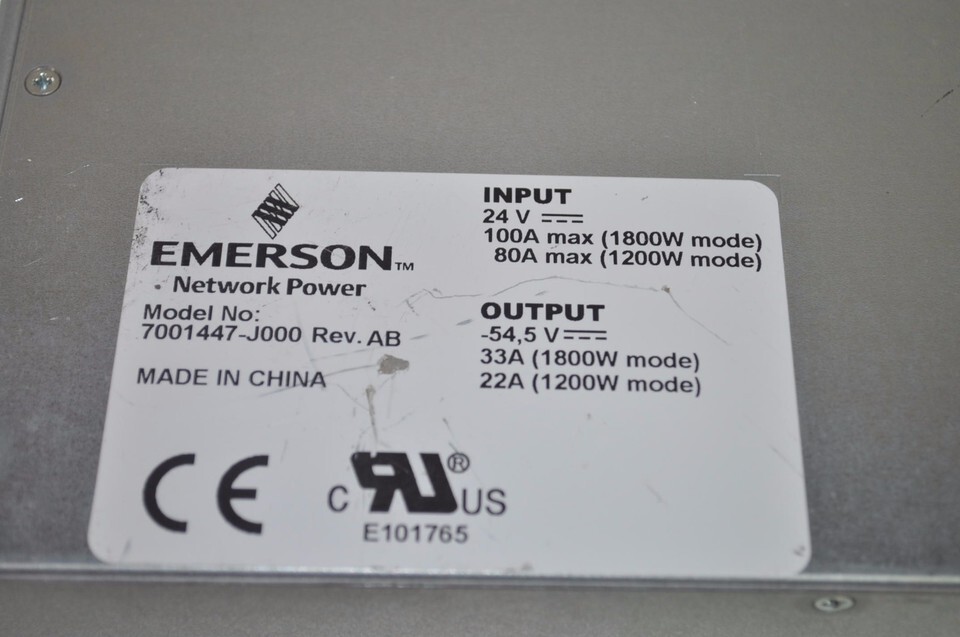 EMERSON™
Network Power
Model No:
7001447-J000 Rev. AB
MADE IN CHINA
CE
C RU® US
E101765
INPUT
24 V ⎓
100A max (1800W mode)
80A max (1200W mode)
OUTPUT
-54,5 V ⎓
33A (1800W mode)
22A (1200W mode)